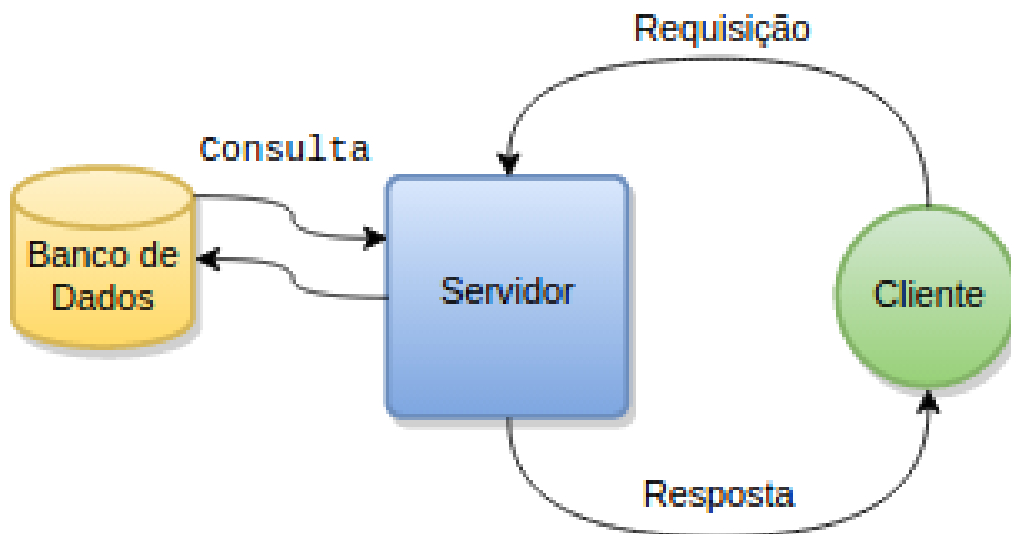 Requisição
Consulta
Banco de
Dados
Servidor
Cliente
Resposta